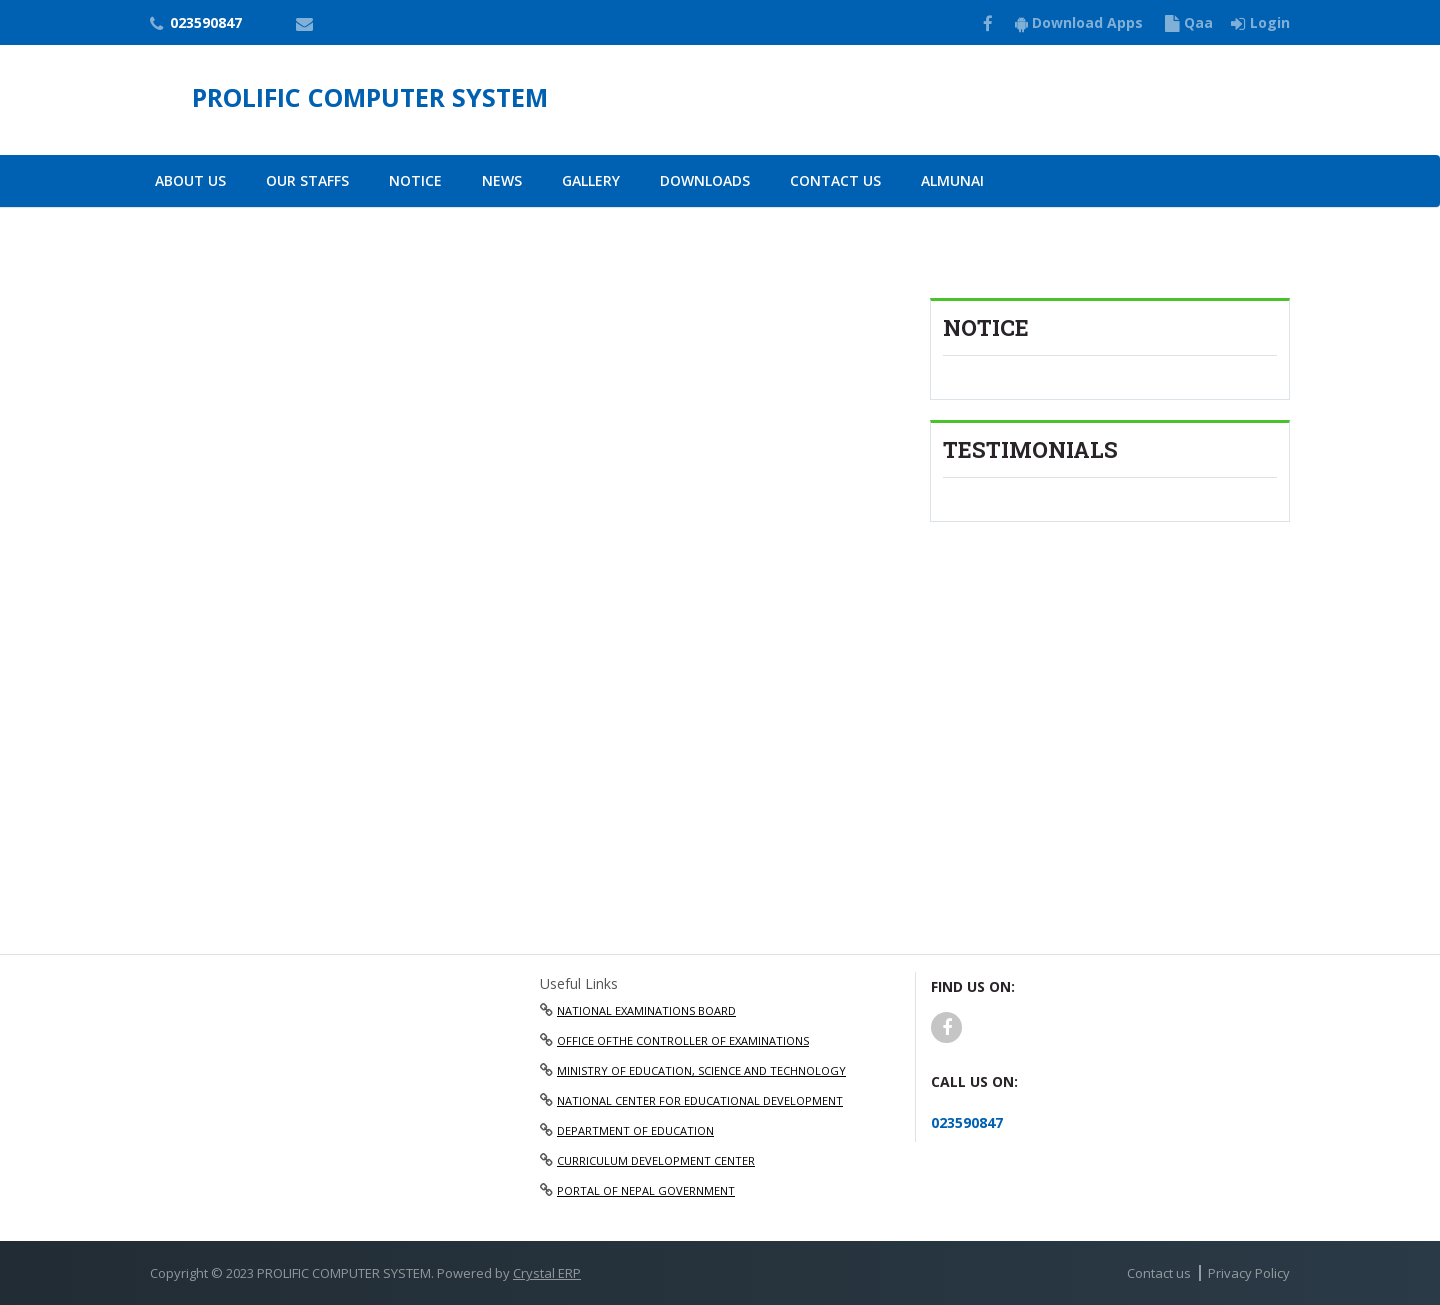 023590847
Download Apps
Qaa
Login
PROLIFIC COMPUTER SYSTEM
ABOUT US
OUR STAFFS
NOTICE
NEWS
GALLERY
DOWNLOADS
CONTACT US
ALMUNAI
NOTICE
TESTIMONIALS
Useful Links
NATIONAL EXAMINATIONS BOARD
OFFICE OFTHE CONTROLLER OF EXAMINATIONS
MINISTRY OF EDUCATION, SCIENCE AND TECHNOLOGY
NATIONAL CENTER FOR EDUCATIONAL DEVELOPMENT
DEPARTMENT OF EDUCATION
CURRICULUM DEVELOPMENT CENTER
PORTAL OF NEPAL GOVERNMENT
FIND US ON:
CALL US ON:
023590847
Copyright © 2023 PROLIFIC COMPUTER SYSTEM. Powered by Crystal ERP
Contact us | Privacy Policy